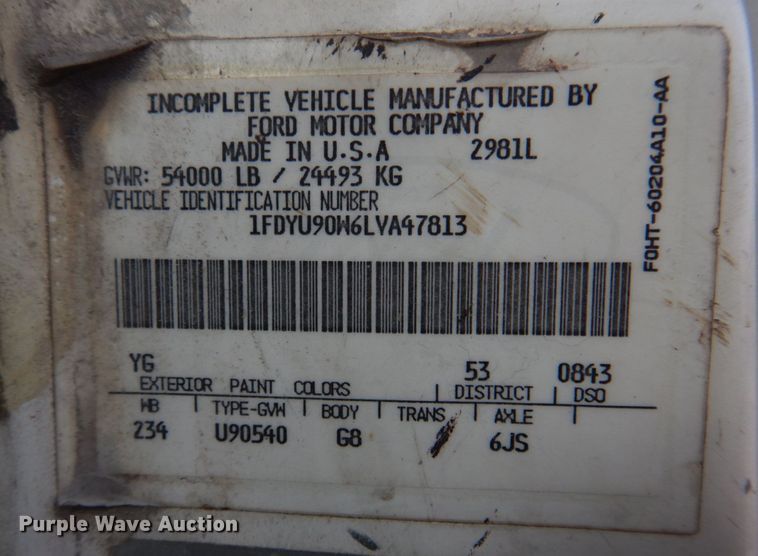 INCOMPLETE VEHICLE MANUFACTURED BY
FORD MOTOR COMPANY
MADE IN U.S.A 2981L
GVWR: 54000 LB / 24493 KG
VEHICLE IDENTIFICATION NUMBER
1FDYU90W6LVA47813
F0HT-60204A10-AA
YG 53 0843
EXTERIOR PAINT COLORS DISTRICT DSO
WB TYPE-GVW BODY TRANS AXLE
234 U90540 G8 6JS
Purple Wave Auction